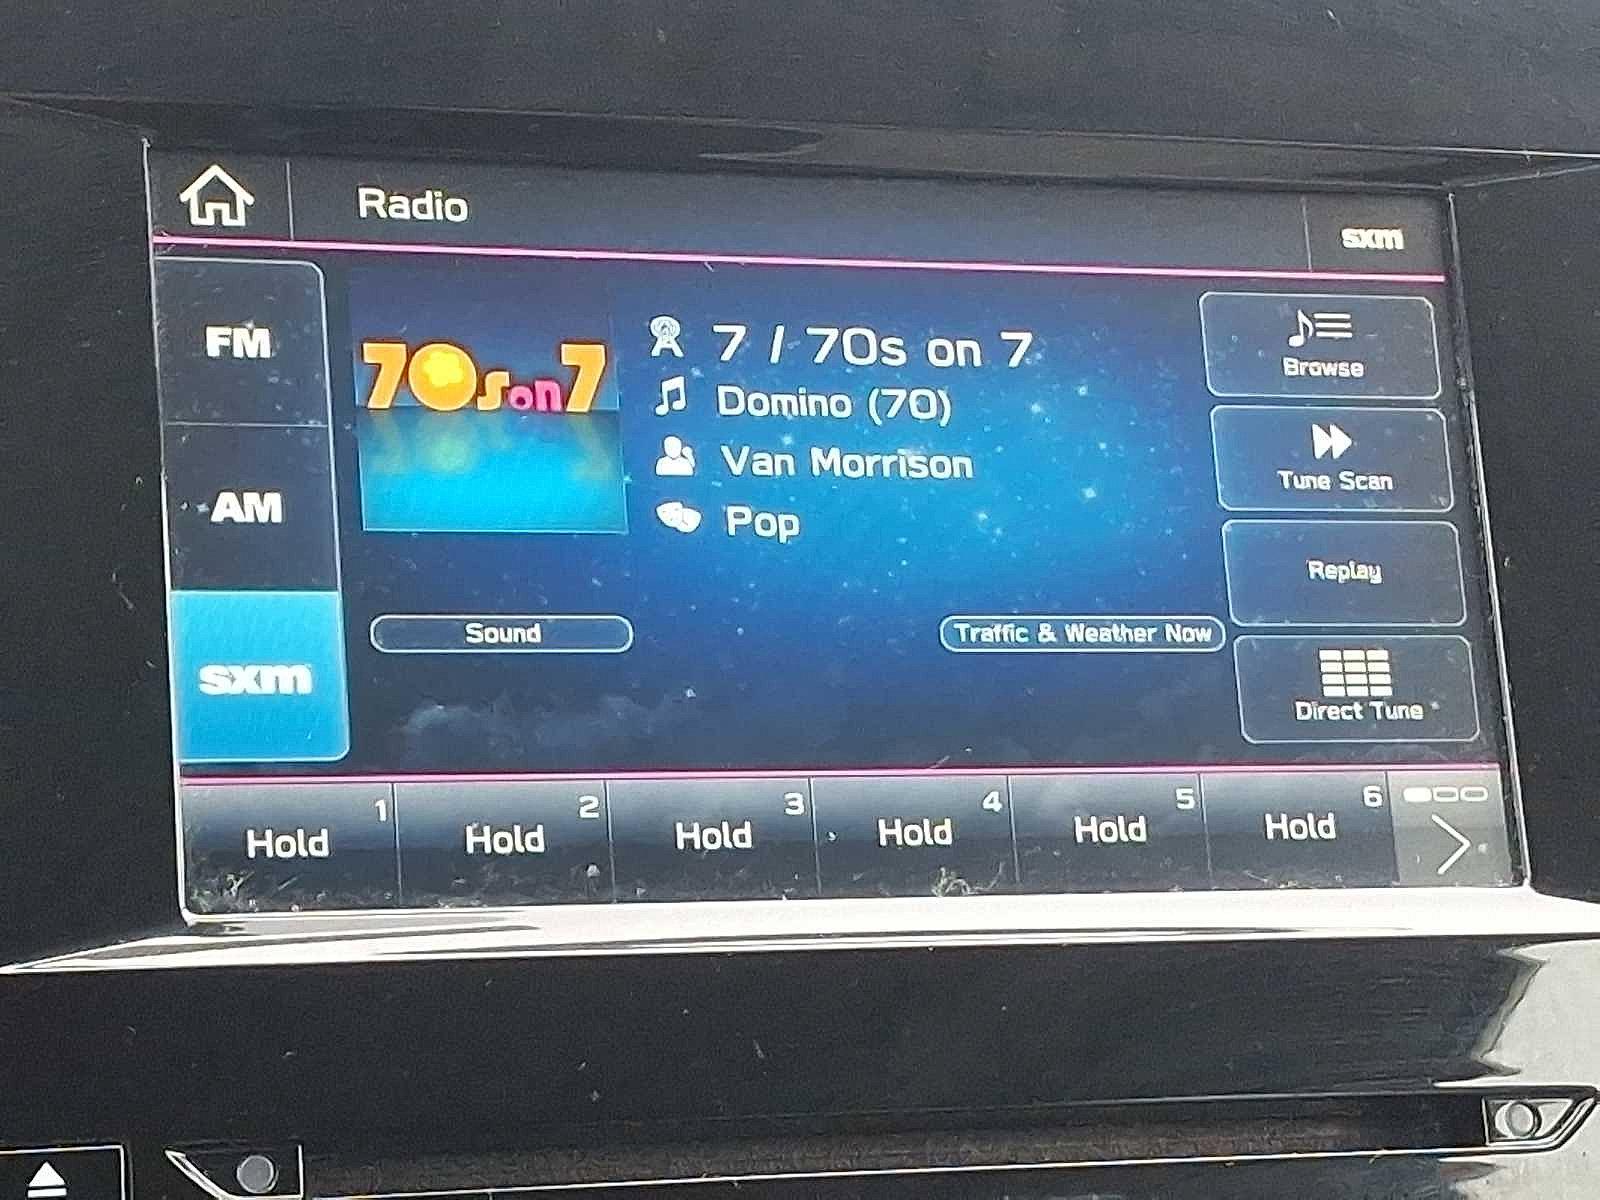 Radio
sxm
FM
AM
sxm
70s on 7
7 / 70s on 7
Domino (70)
Van Morrison
Pop
Sound
Traffic & Weather Now
Browse
Tune Scan
Replay
Direct Tune
1
Hold
2
Hold
3
Hold
4
Hold
5
Hold
6
Hold